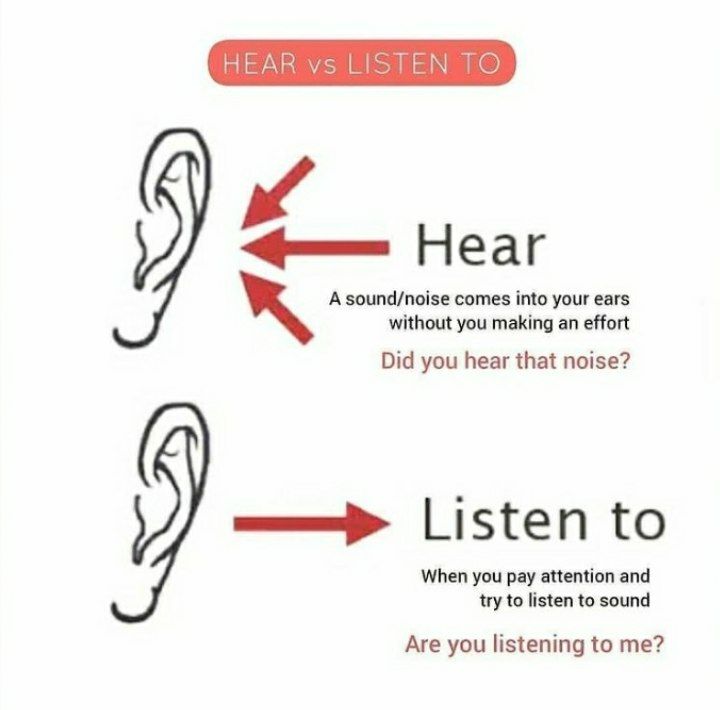 HEAR vs LISTEN TO
Hear
A sound/noise comes into your ears
without you making an effort
Did you hear that noise?
Listen to
When you pay attention and
try to listen to sound
Are you listening to me?